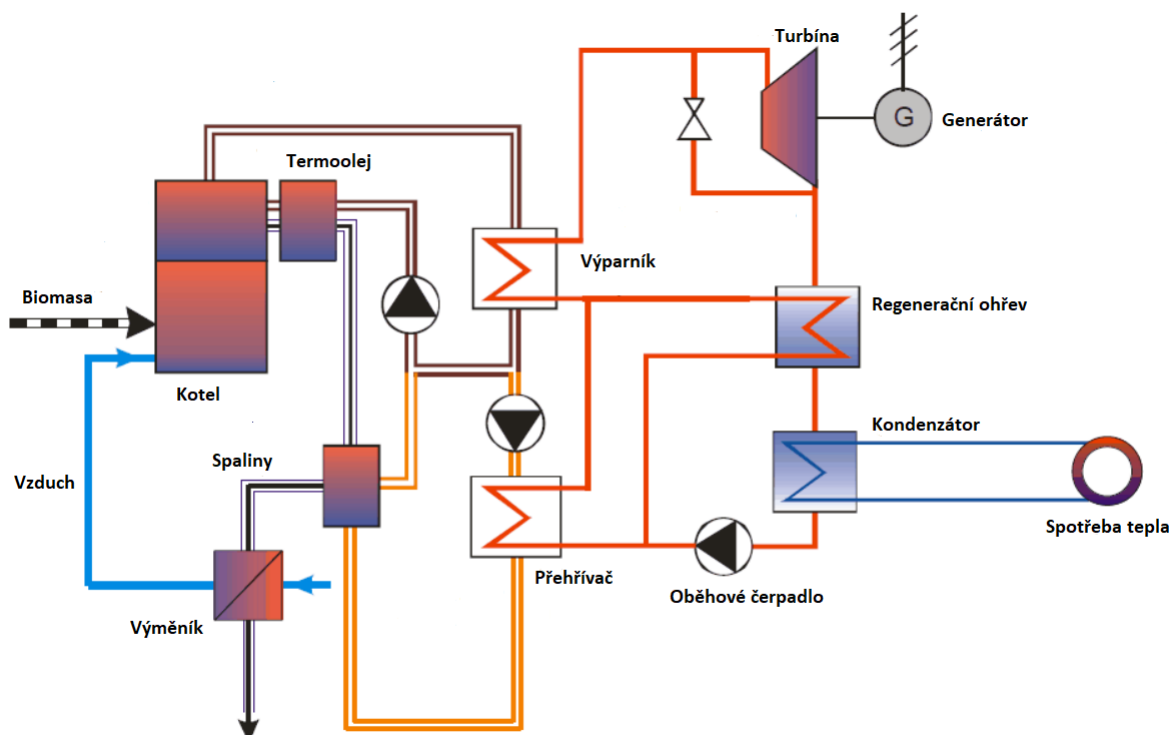 Turbína
G
Generátor
Termoolej
Výparník
Biomasa
Regenerační ohřev
Kotel
Kondenzátor
Spaliny
Vzduch
Spotřeba tepla
Přehřívač
Oběhové čerpadlo
Výměník